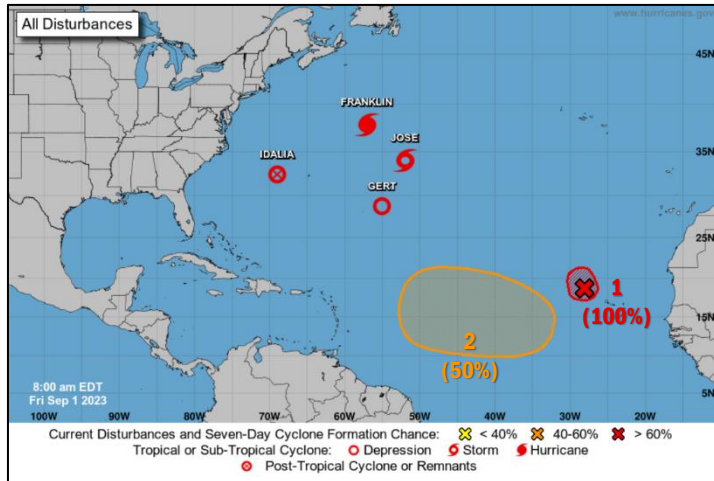 All Disturbances
www.hurricanes.gov
45N
FRANKLIN
JOSE
35N
IDALIA
GERT
25N
1
(100%)
15N
2
(50%)
8:00 am EDT
Fri Sep 1 2023
5N
100W 90W 80W 70W 60W 50W 40W 30W 20W
Current Disturbances and Seven-Day Cyclone Formation Chance: < 40% 40-60% > 60%
Tropical or Sub-Tropical Cyclone: Depression Storm Hurricane
Post-Tropical Cyclone or Remnants